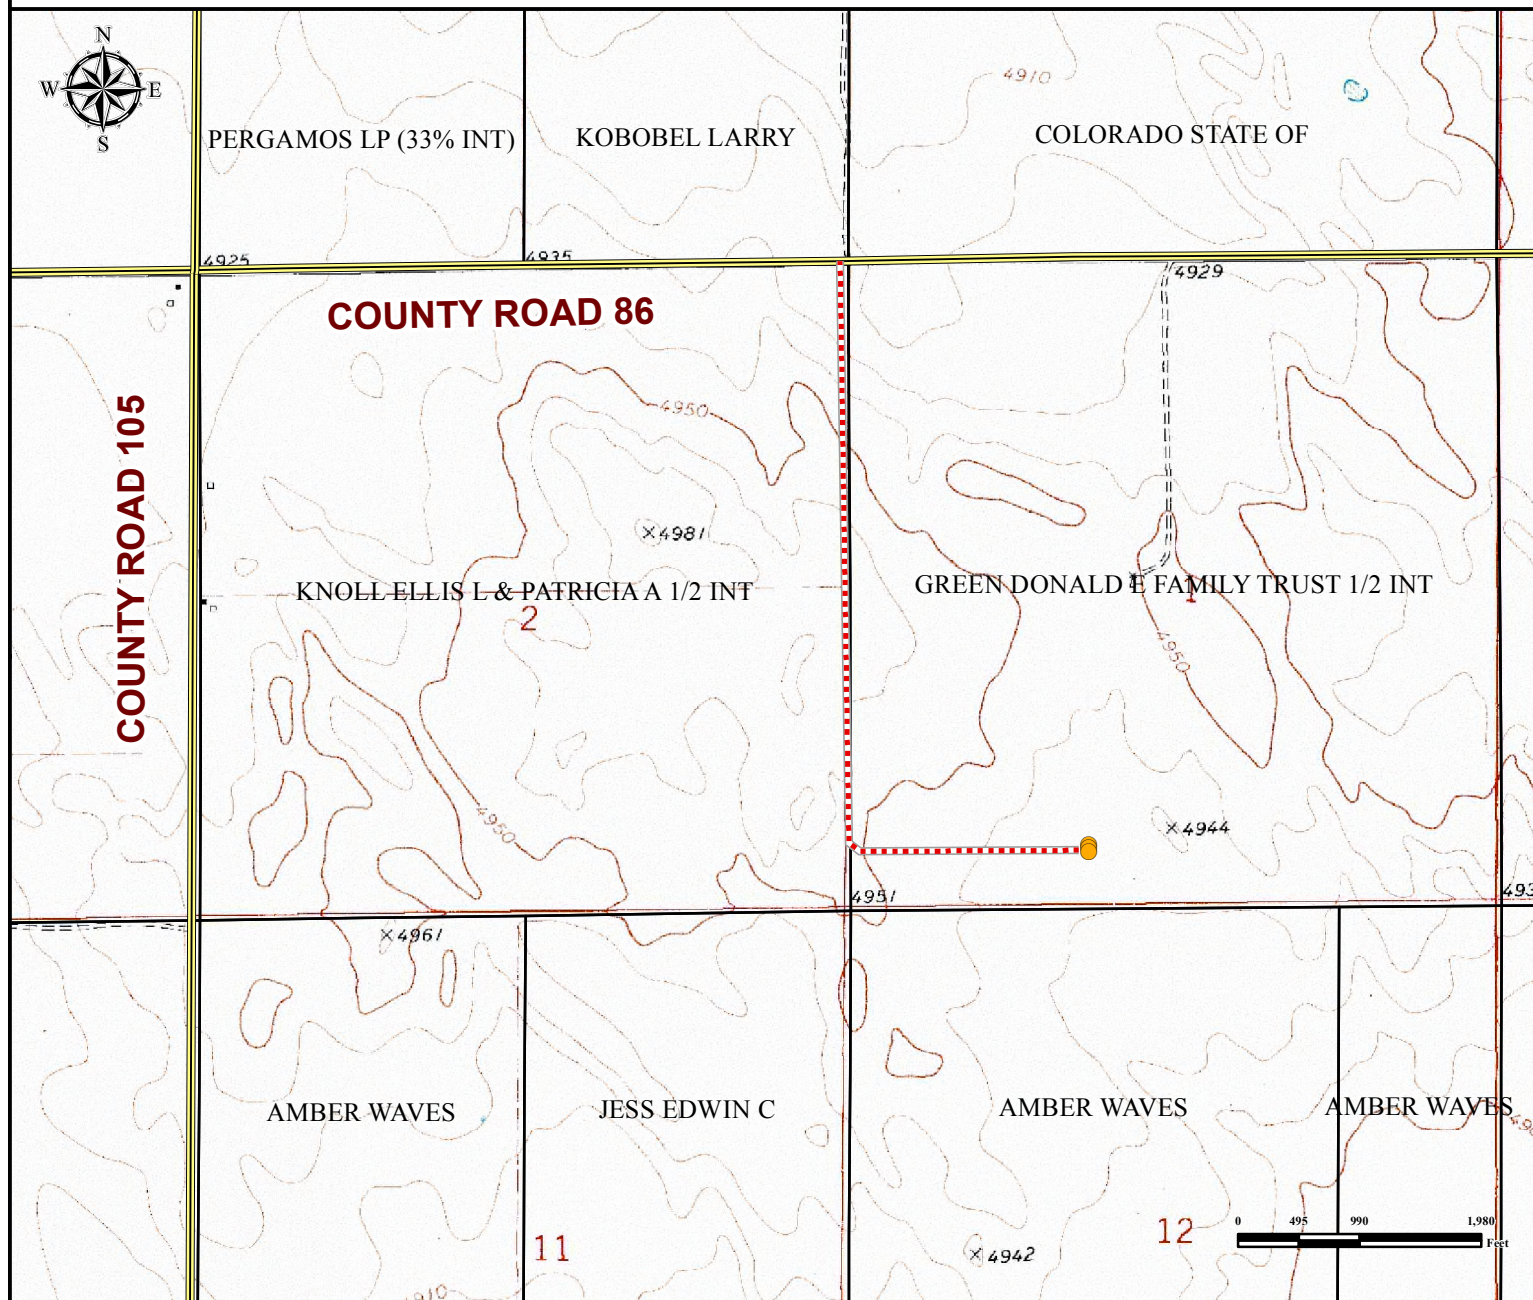 N
W E
S
4910
PERGAMOS LP (33% INT)
KOBOBEL LARRY
COLORADO STATE OF
4925
4935
4929
COUNTY ROAD 86
COUNTY ROAD 105
4950
4981
KNOLL ELLIS L & PATRICIA A 1/2 INT
GREEN DONALD E FAMILY TRUST 1/2 INT
2
1
4950
4950
4944
4951
493
4961
AMBER WAVES
JESS EDWIN C
AMBER WAVES
AMBER WAVES
11
12
4942
0 495 990 1,980
Feet
4910